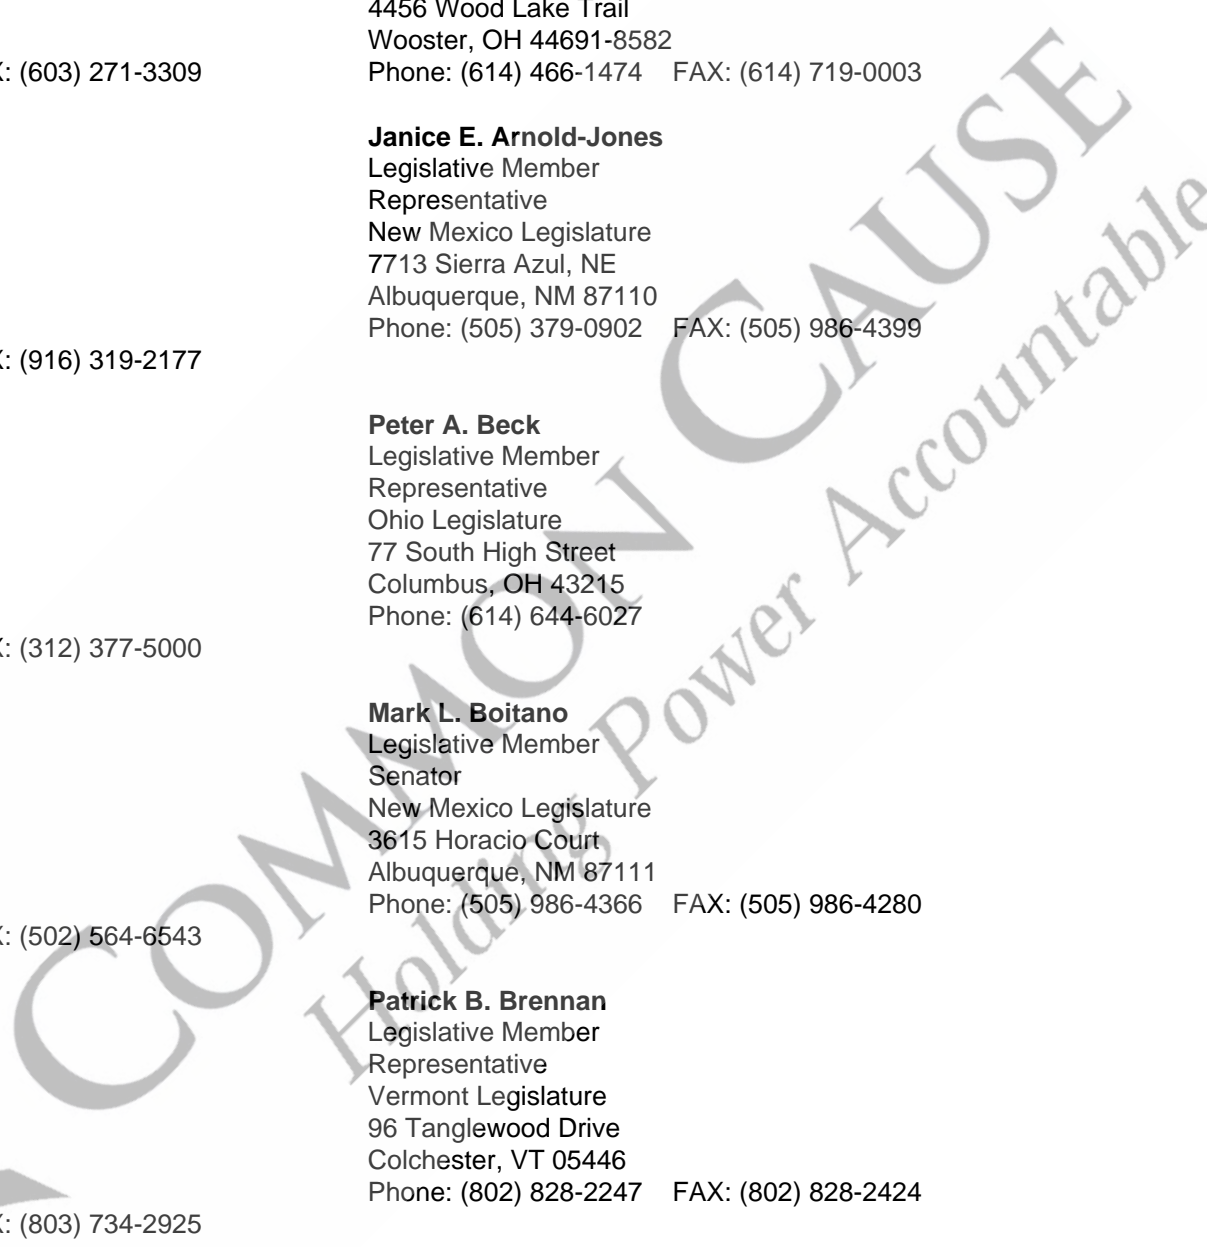 4456 Wood Lake Trail
Wooster, OH 44691-8582
X: (603) 271-3309
Phone: (614) 466-1474 FAX: (614) 719-0003
Janice E. Arnold-Jones
Legislative Member
Representative
New Mexico Legislature
7713 Sierra Azul, NE
Albuquerque, NM 87110
Phone: (505) 379-0902 FAX: (505) 986-4399
X: (916) 319-2177
Peter A. Beck
Legislative Member
Representative
Ohio Legislature
77 South High Street
Columbus, OH 43215
Phone: (614) 644-6027
X: (312) 377-5000
Mark L. Boitano
Legislative Member
Senator
New Mexico Legislature
3615 Horacio Court
Albuquerque, NM 87111
Phone: (505) 986-4366 FAX: (505) 986-4280
X: (502) 564-6543
Patrick B. Brennan
Legislative Member
Representative
Vermont Legislature
96 Tanglewood Drive
Colchester, VT 05446
Phone: (802) 828-2247 FAX: (802) 828-2424
X: (803) 734-2925
COMMON CAUSE
Holding Power Accountable